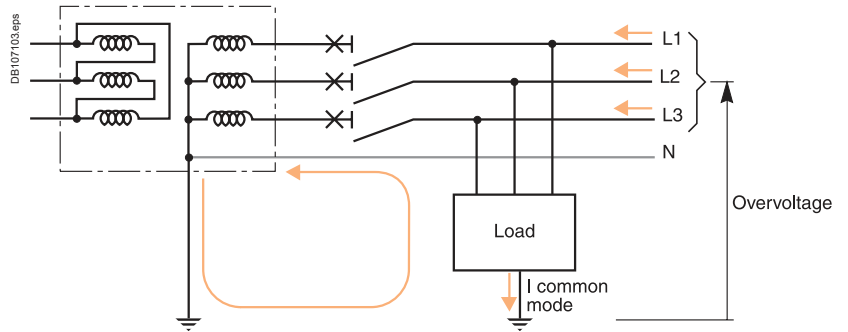 DB107103.eps
L1
L2
L3
N
Overvoltage
Load
I common
mode